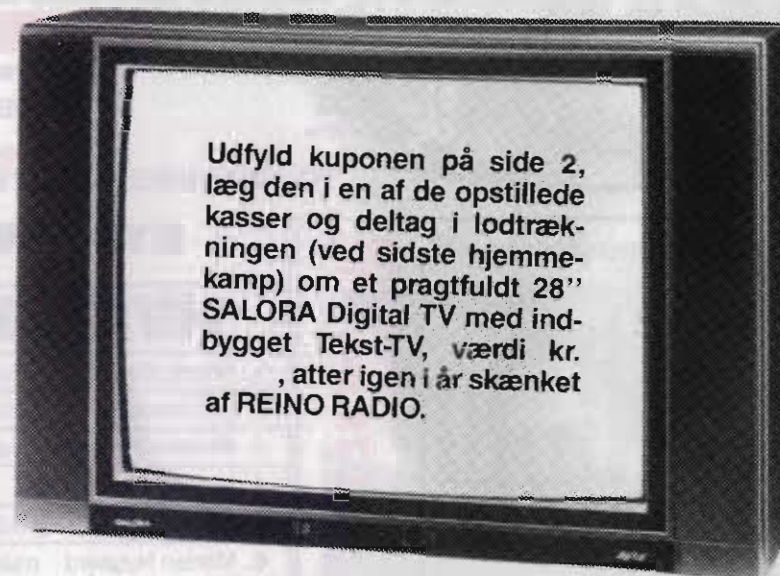 Udfyld kuponen på side 2,
læg den i en af de opstillede
kasser og deltag i lodtræk-
ningen (ved sidste hjemme-
kamp) om et pragtfuldt 28''
SALORA Digital TV med ind-
bygget Tekst-TV, værdi kr.
, atter igen i år skænket
af REINO RADIO.